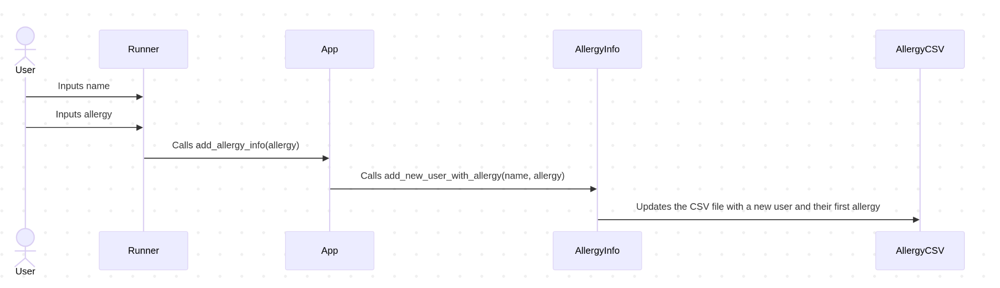 User
Runner
App
AllergyInfo
AllergyCSV
Inputs name
Inputs allergy
Calls add_allergy_info(allergy)
Calls add_new_user_with_allergy(name, allergy)
Updates the CSV file with a new user and their first allergy
User
Runner
App
AllergyInfo
AllergyCSV